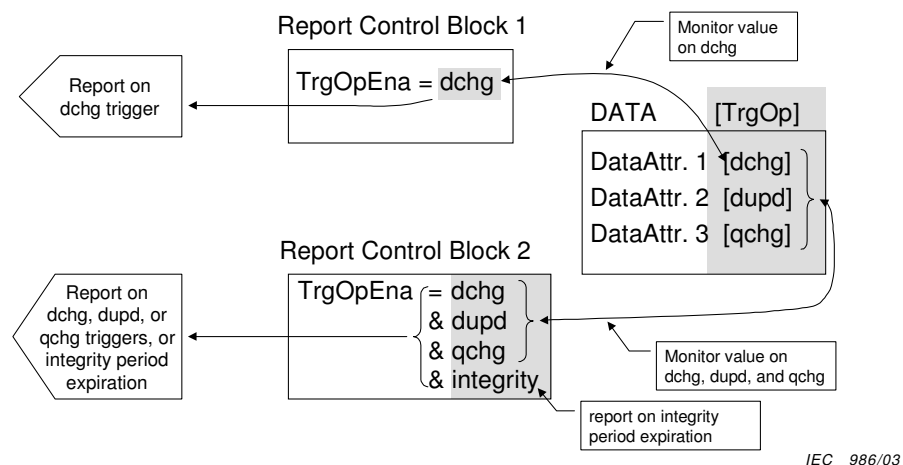 Report Control Block 1
TrgOpEna = dchg
Report on
dchg trigger
Monitor value
on dchg
DATA [TrgOp]
DataAttr. 1 [dchg]
DataAttr. 2 [dupd]
DataAttr. 3 [qchg]
Report Control Block 2
TrgOpEna = dchg
& dupd
& qchg
& integrity
Report on
dchg, dupd, or
qchg triggers, or
integrity period
expiration
Monitor value on
dchg, dupd, and qchg
report on integrity
period expiration
IEC 986/03